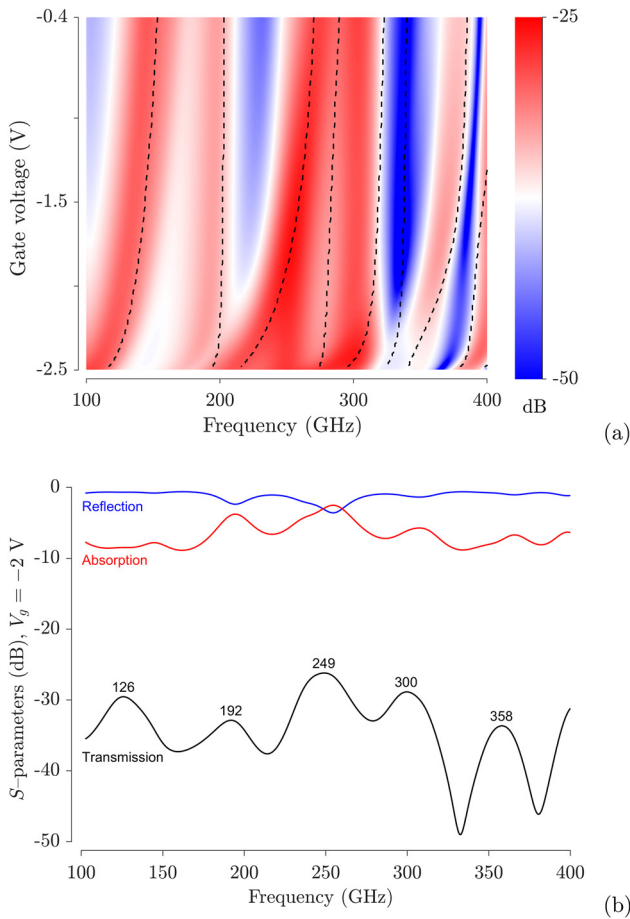 -0.4
-1.5
-2.5
Gate voltage (V)
100
200
300
400
Frequency (GHz)
-25
-50
dB
(a)
0
-10
-20
-30
-40
-50
S–parameters (dB), V_g = −2 V
Reflection
Absorption
126
192
249
300
358
Transmission
100
150
200
250
300
350
400
Frequency (GHz)
(b)